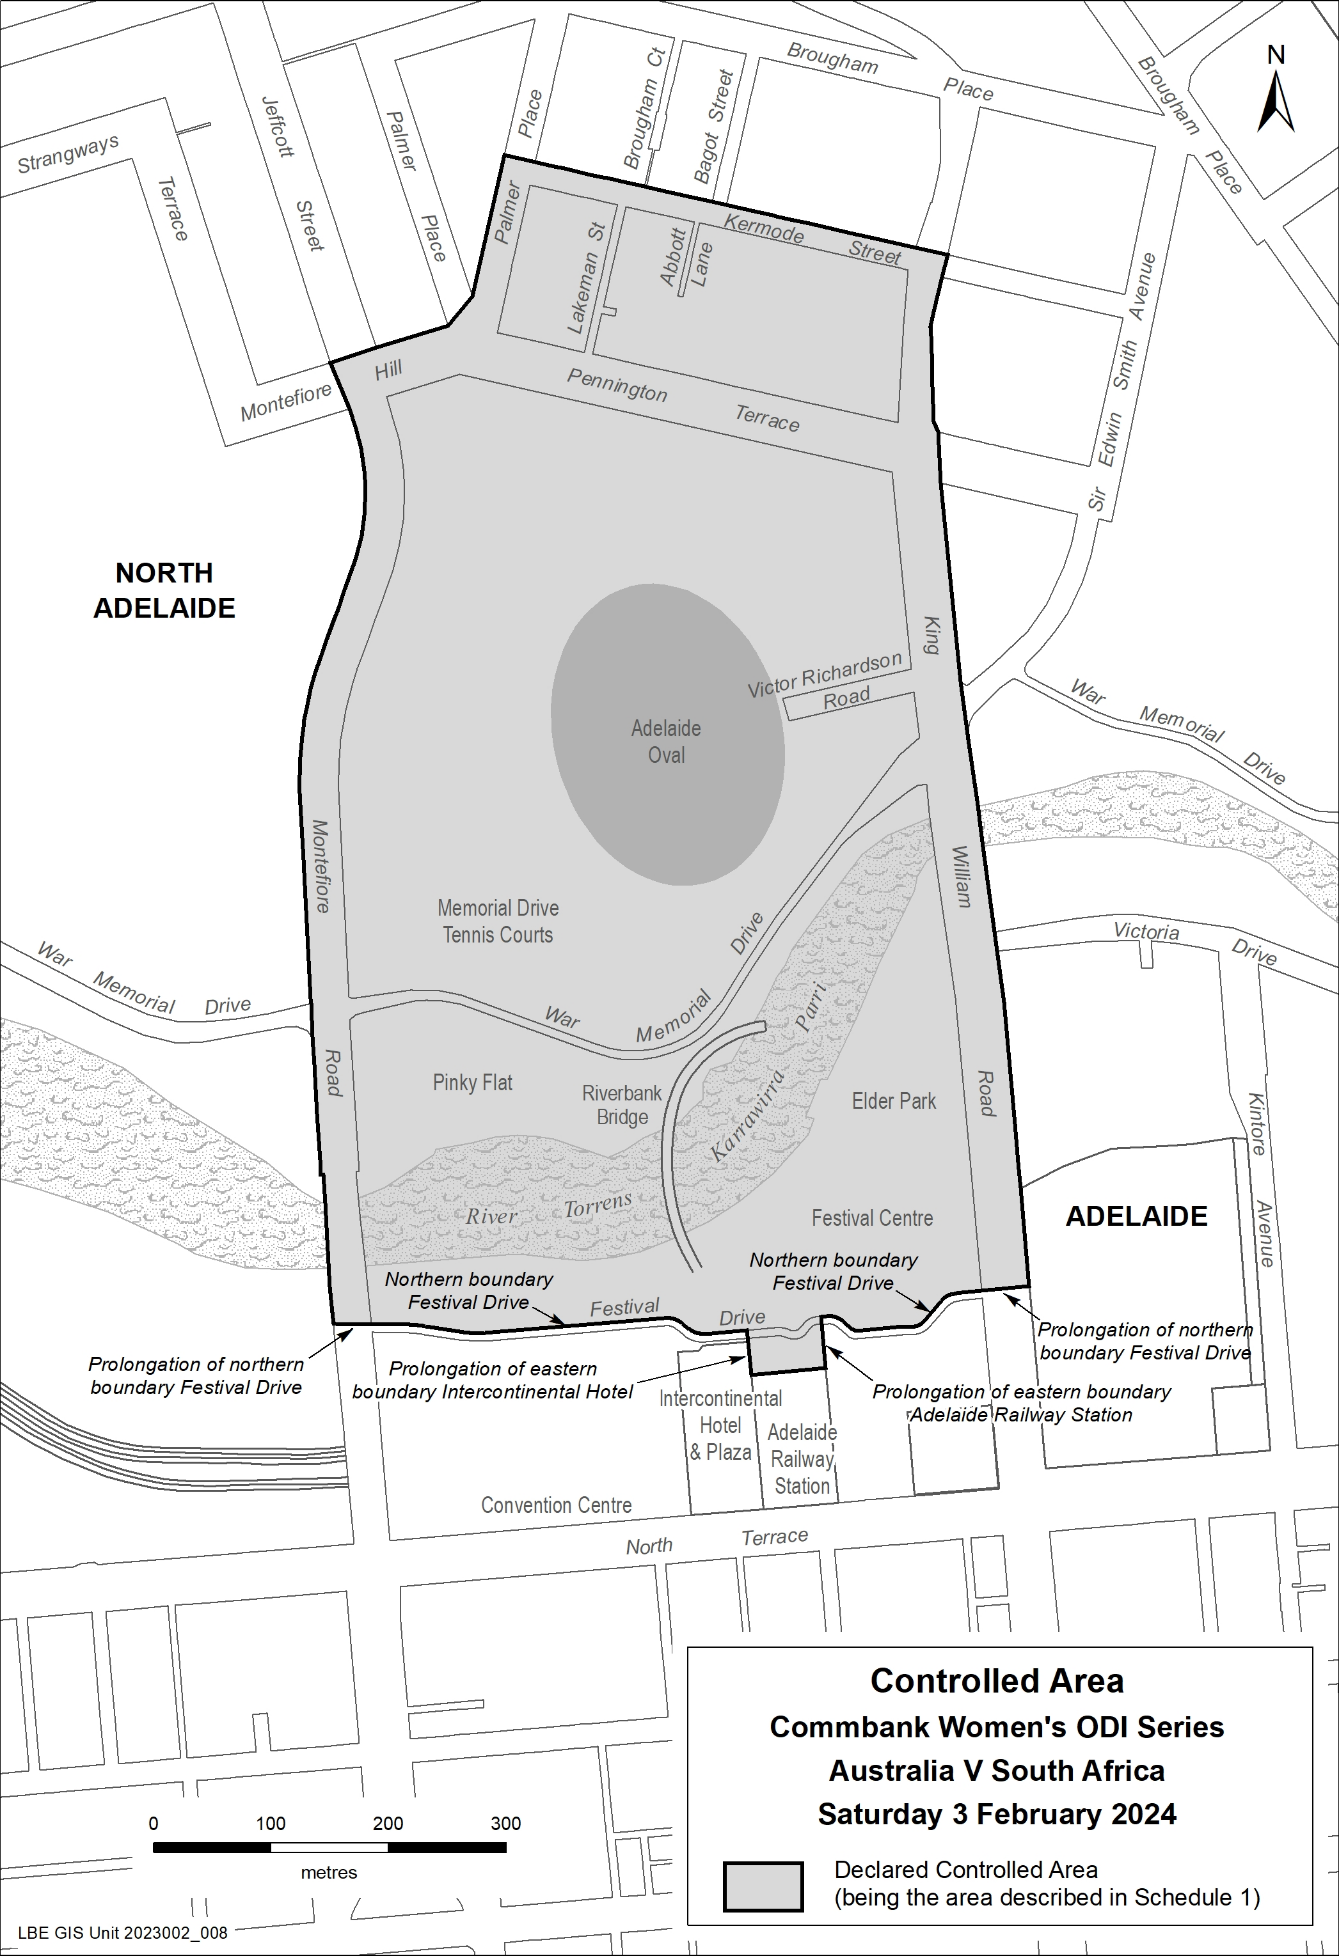 N
Brougham
Place
Brougham
Place
Brougham Ct
Bagot Street
Place
Jeffcott
Street
Palmer
Place
Strangways
Terrace
Palmer
Kermode
Street
Lakeman St
Abbott
Lane
Sir Edwin Smith Avenue
Montefiore
Hill
Pennington
Terrace
NORTH
ADELAIDE
King
Victor Richardson
Road
War
Memorial
Drive
Adelaide
Oval
Montefiore
William
Memorial Drive
Tennis Courts
Drive
Victoria
Drive
War
Memorial
Drive
War
Memorial
Karrawirra Parri
Road
Pinky Flat
Riverbank
Bridge
Elder Park
Road
Kintore
Avenue
River
Torrens
Festival Centre
ADELAIDE
Northern boundary
Festival Drive
Northern boundary
Festival Drive
Festival
Drive
Prolongation of northern
boundary Festival Drive
Prolongation of northern
boundary Festival Drive
Prolongation of eastern
boundary Intercontinental Hotel
Prolongation of eastern boundary
Adelaide Railway Station
Intercontinental
Hotel
& Plaza
Adelaide
Railway
Station
Convention Centre
North
Terrace
Controlled Area
Commbank Women's ODI Series
Australia V South Africa
Saturday 3 February 2024
Declared Controlled Area
(being the area described in Schedule 1)
0 100 200 300
metres
LBE GIS Unit 2023002_008